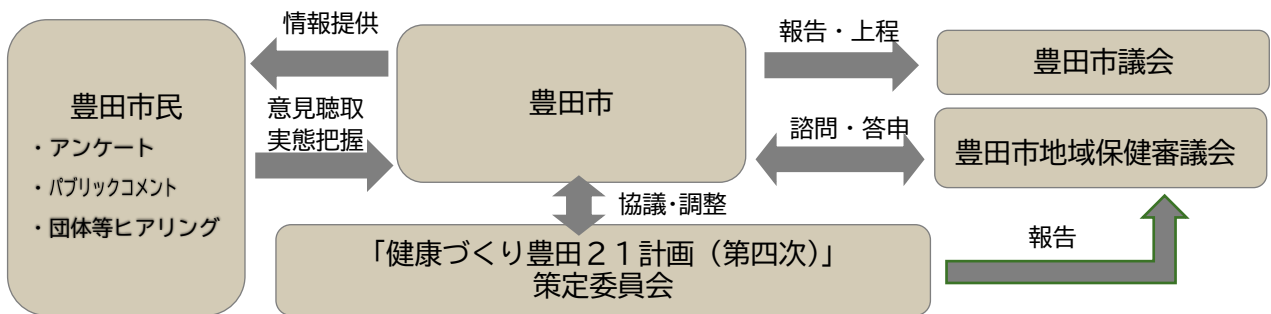 情報提供
報告・上程
豊田市議会
豊田市民
・アンケート
・パブリックコメント
・団体等ヒアリング
意見聴取
実態把握
豊田市
諮問・答申
豊田市地域保健審議会
協議・調整
「健康づくり豊田２１計画（第四次）」
策定委員会
報告